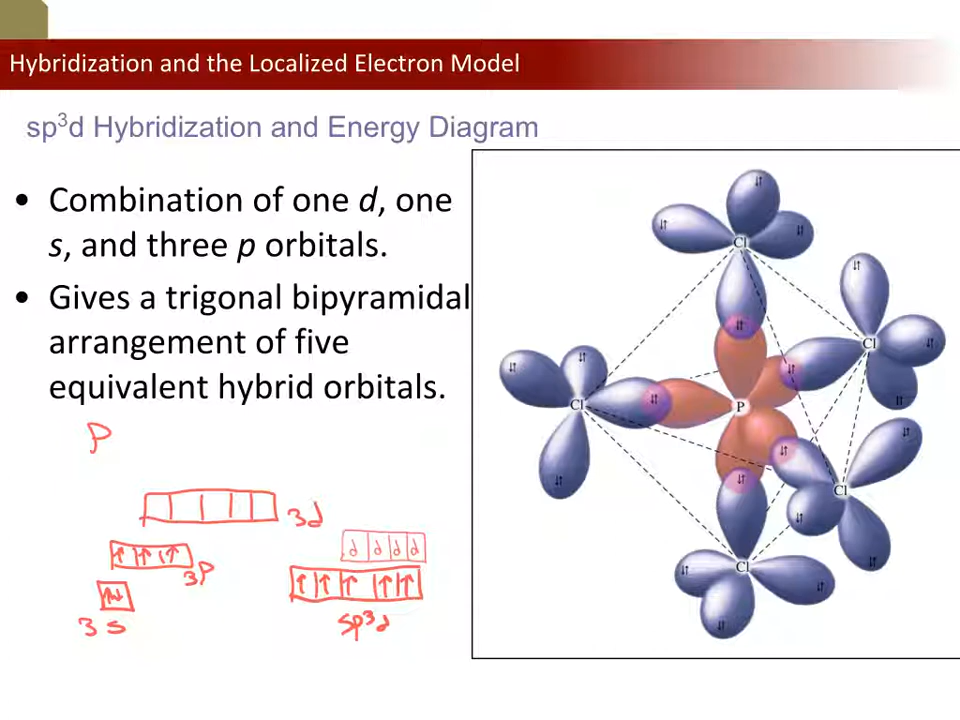 Hybridization and the Localized Electron Model
sp³d Hybridization and Energy Diagram
• Combination of one d, one
s, and three p orbitals.
• Gives a trigonal bipyramidal
arrangement of five
equivalent hybrid orbitals.
P
3d
3p
3s
d d d d
sp³d
Cl
Cl
Cl
P
Cl
Cl